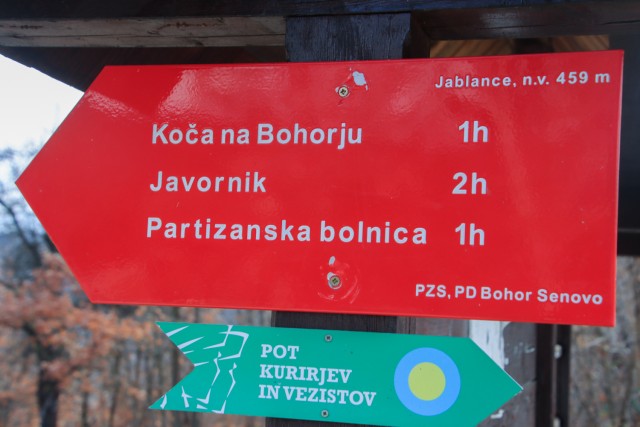 Jablance, n.v. 459 m
Koča na Bohorju 1h
Javornik 2h
Partizanska bolnica 1h
PZS, PD Bohor Senovo
POT
KURIRJEV
IN VEZISTOV